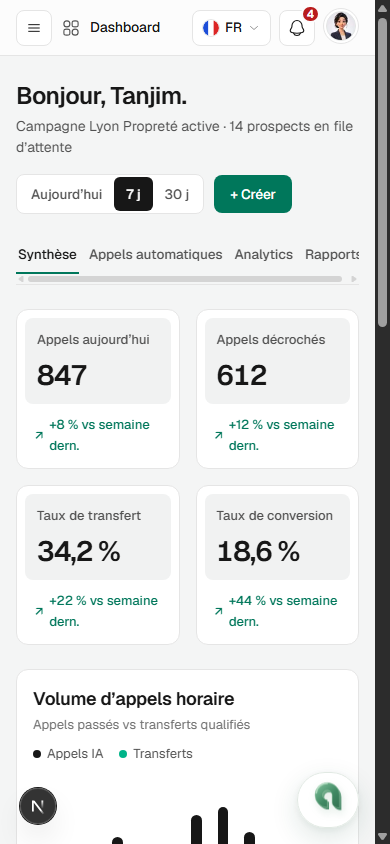 Dashboard
FR
4
Bonjour, Tanjim.
Campagne Lyon Propreté active · 14 prospects en file
d'attente
Aujourd'hui
7 j
30 j
+ Créer
Synthèse
Appels automatiques
Analytics
Rapports
Appels aujourd'hui
847
+8 % vs semaine
dern.
Appels décrochés
612
+12 % vs semaine
dern.
Taux de transfert
34,2 %
+22 % vs semaine
dern.
Taux de conversion
18,6 %
+44 % vs semaine
dern.
Volume d'appels horaire
Appels passés vs transferts qualifiés
Appels IA
Transferts
N